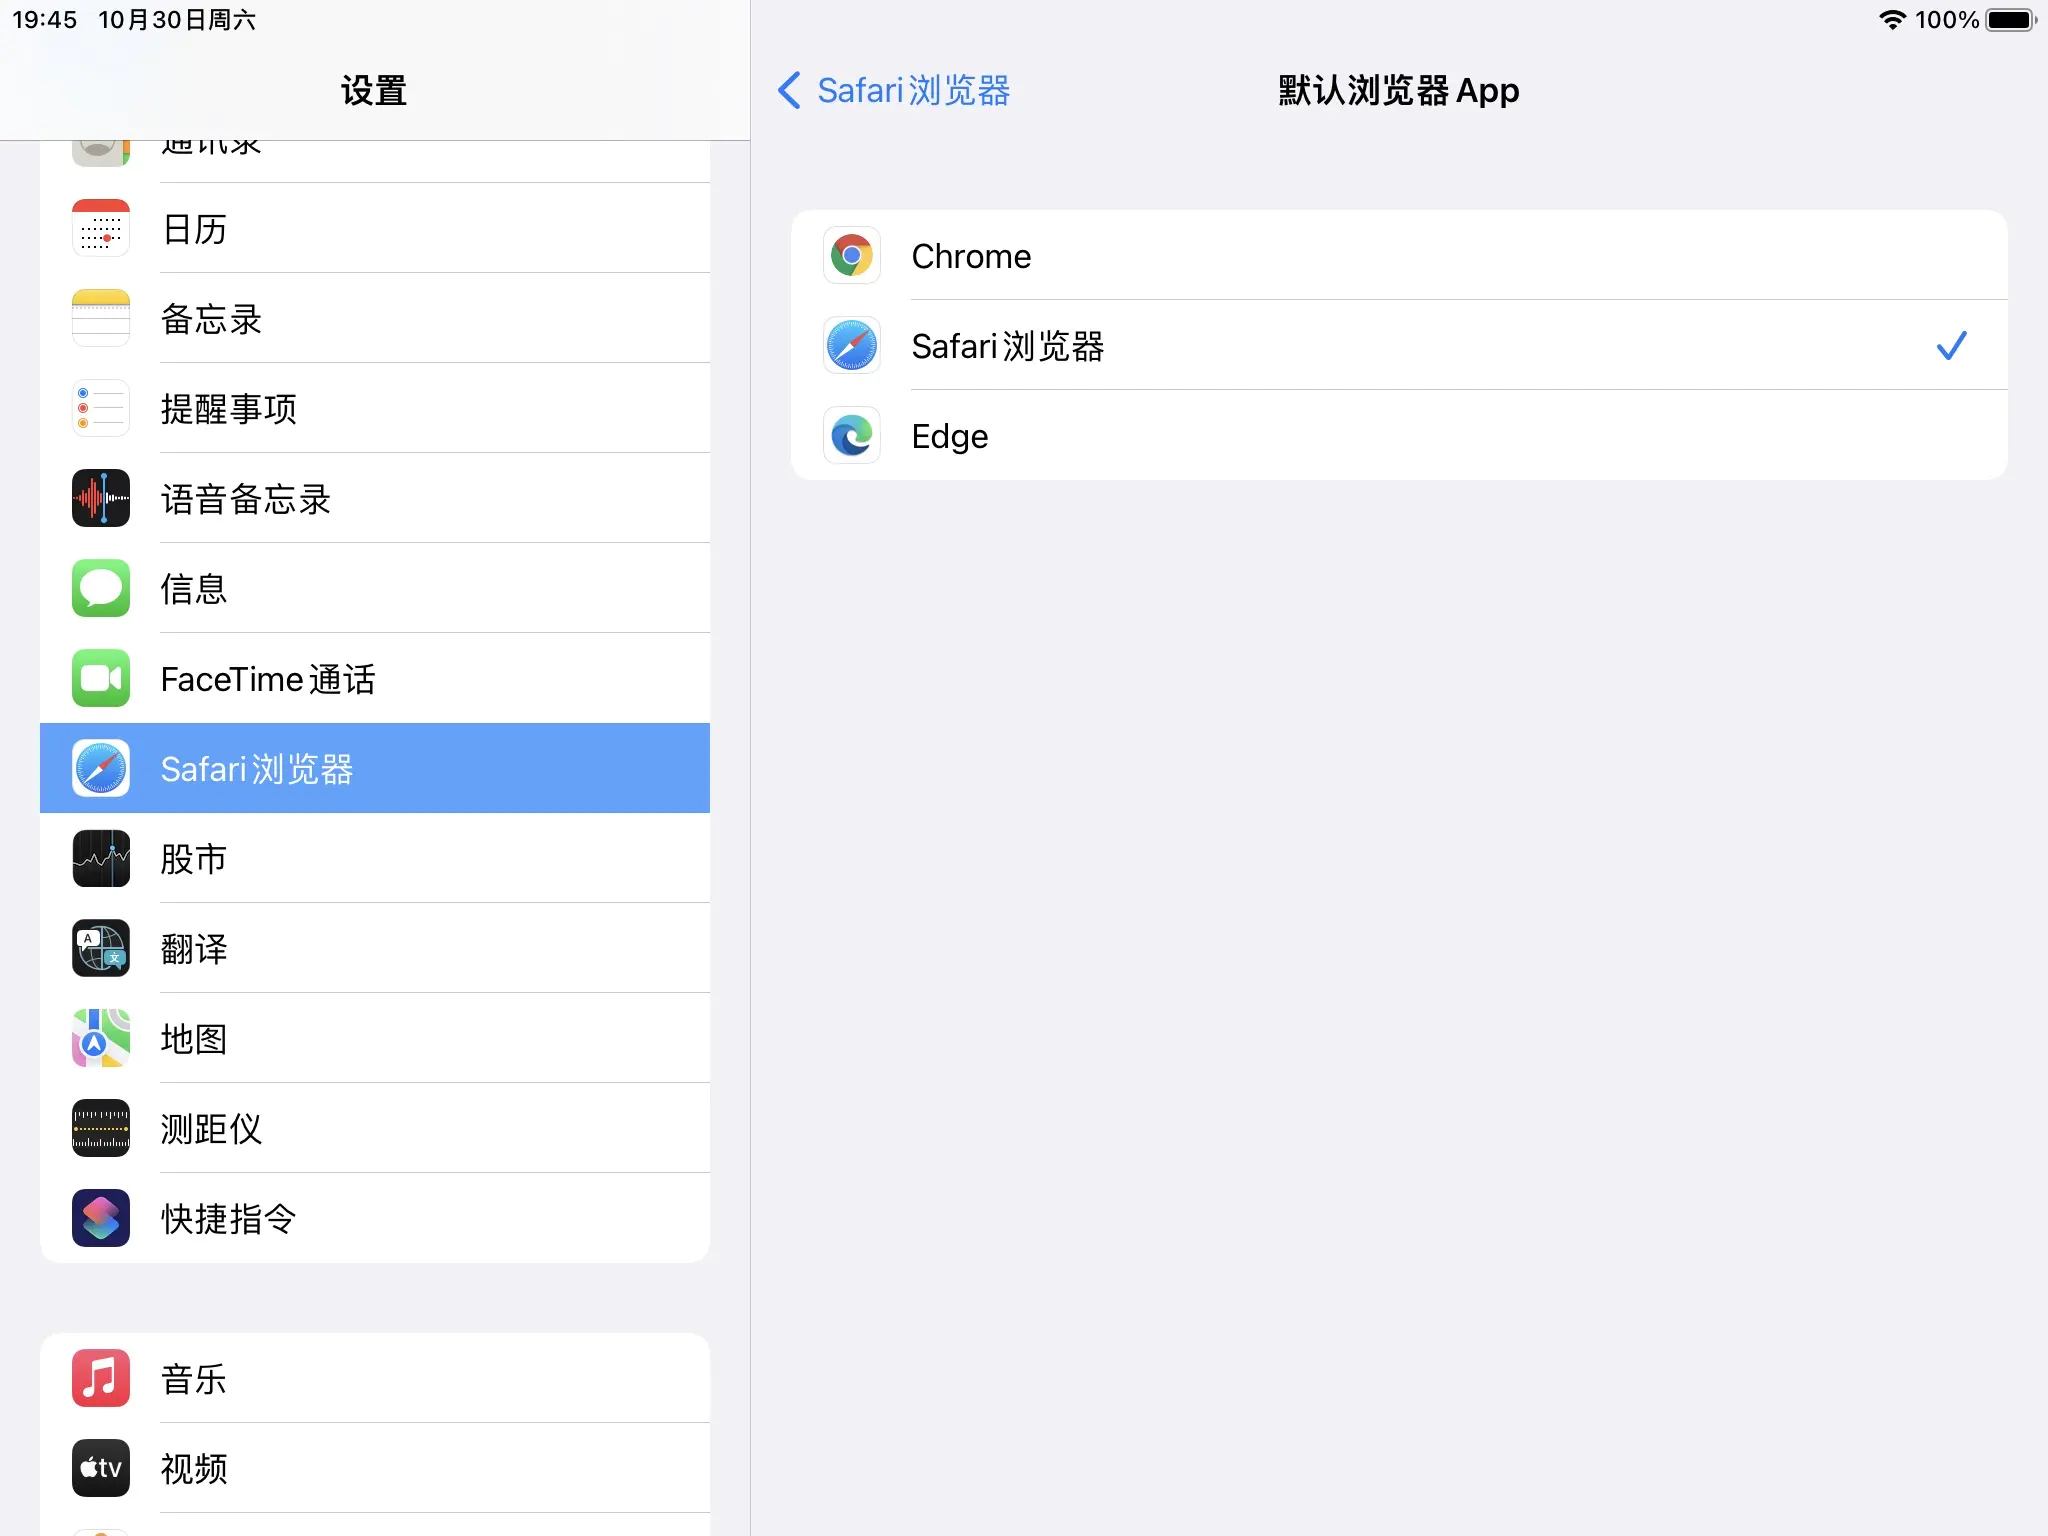 19:45 10月30日周六
100%
设置
通讯录
日历
备忘录
提醒事项
语音备忘录
信息
FaceTime通话
Safari浏览器
股市
翻译
地图
测距仪
快捷指令
音乐
tv
视频
Safari浏览器
默认浏览器 App
Chrome
Safari浏览器
Edge